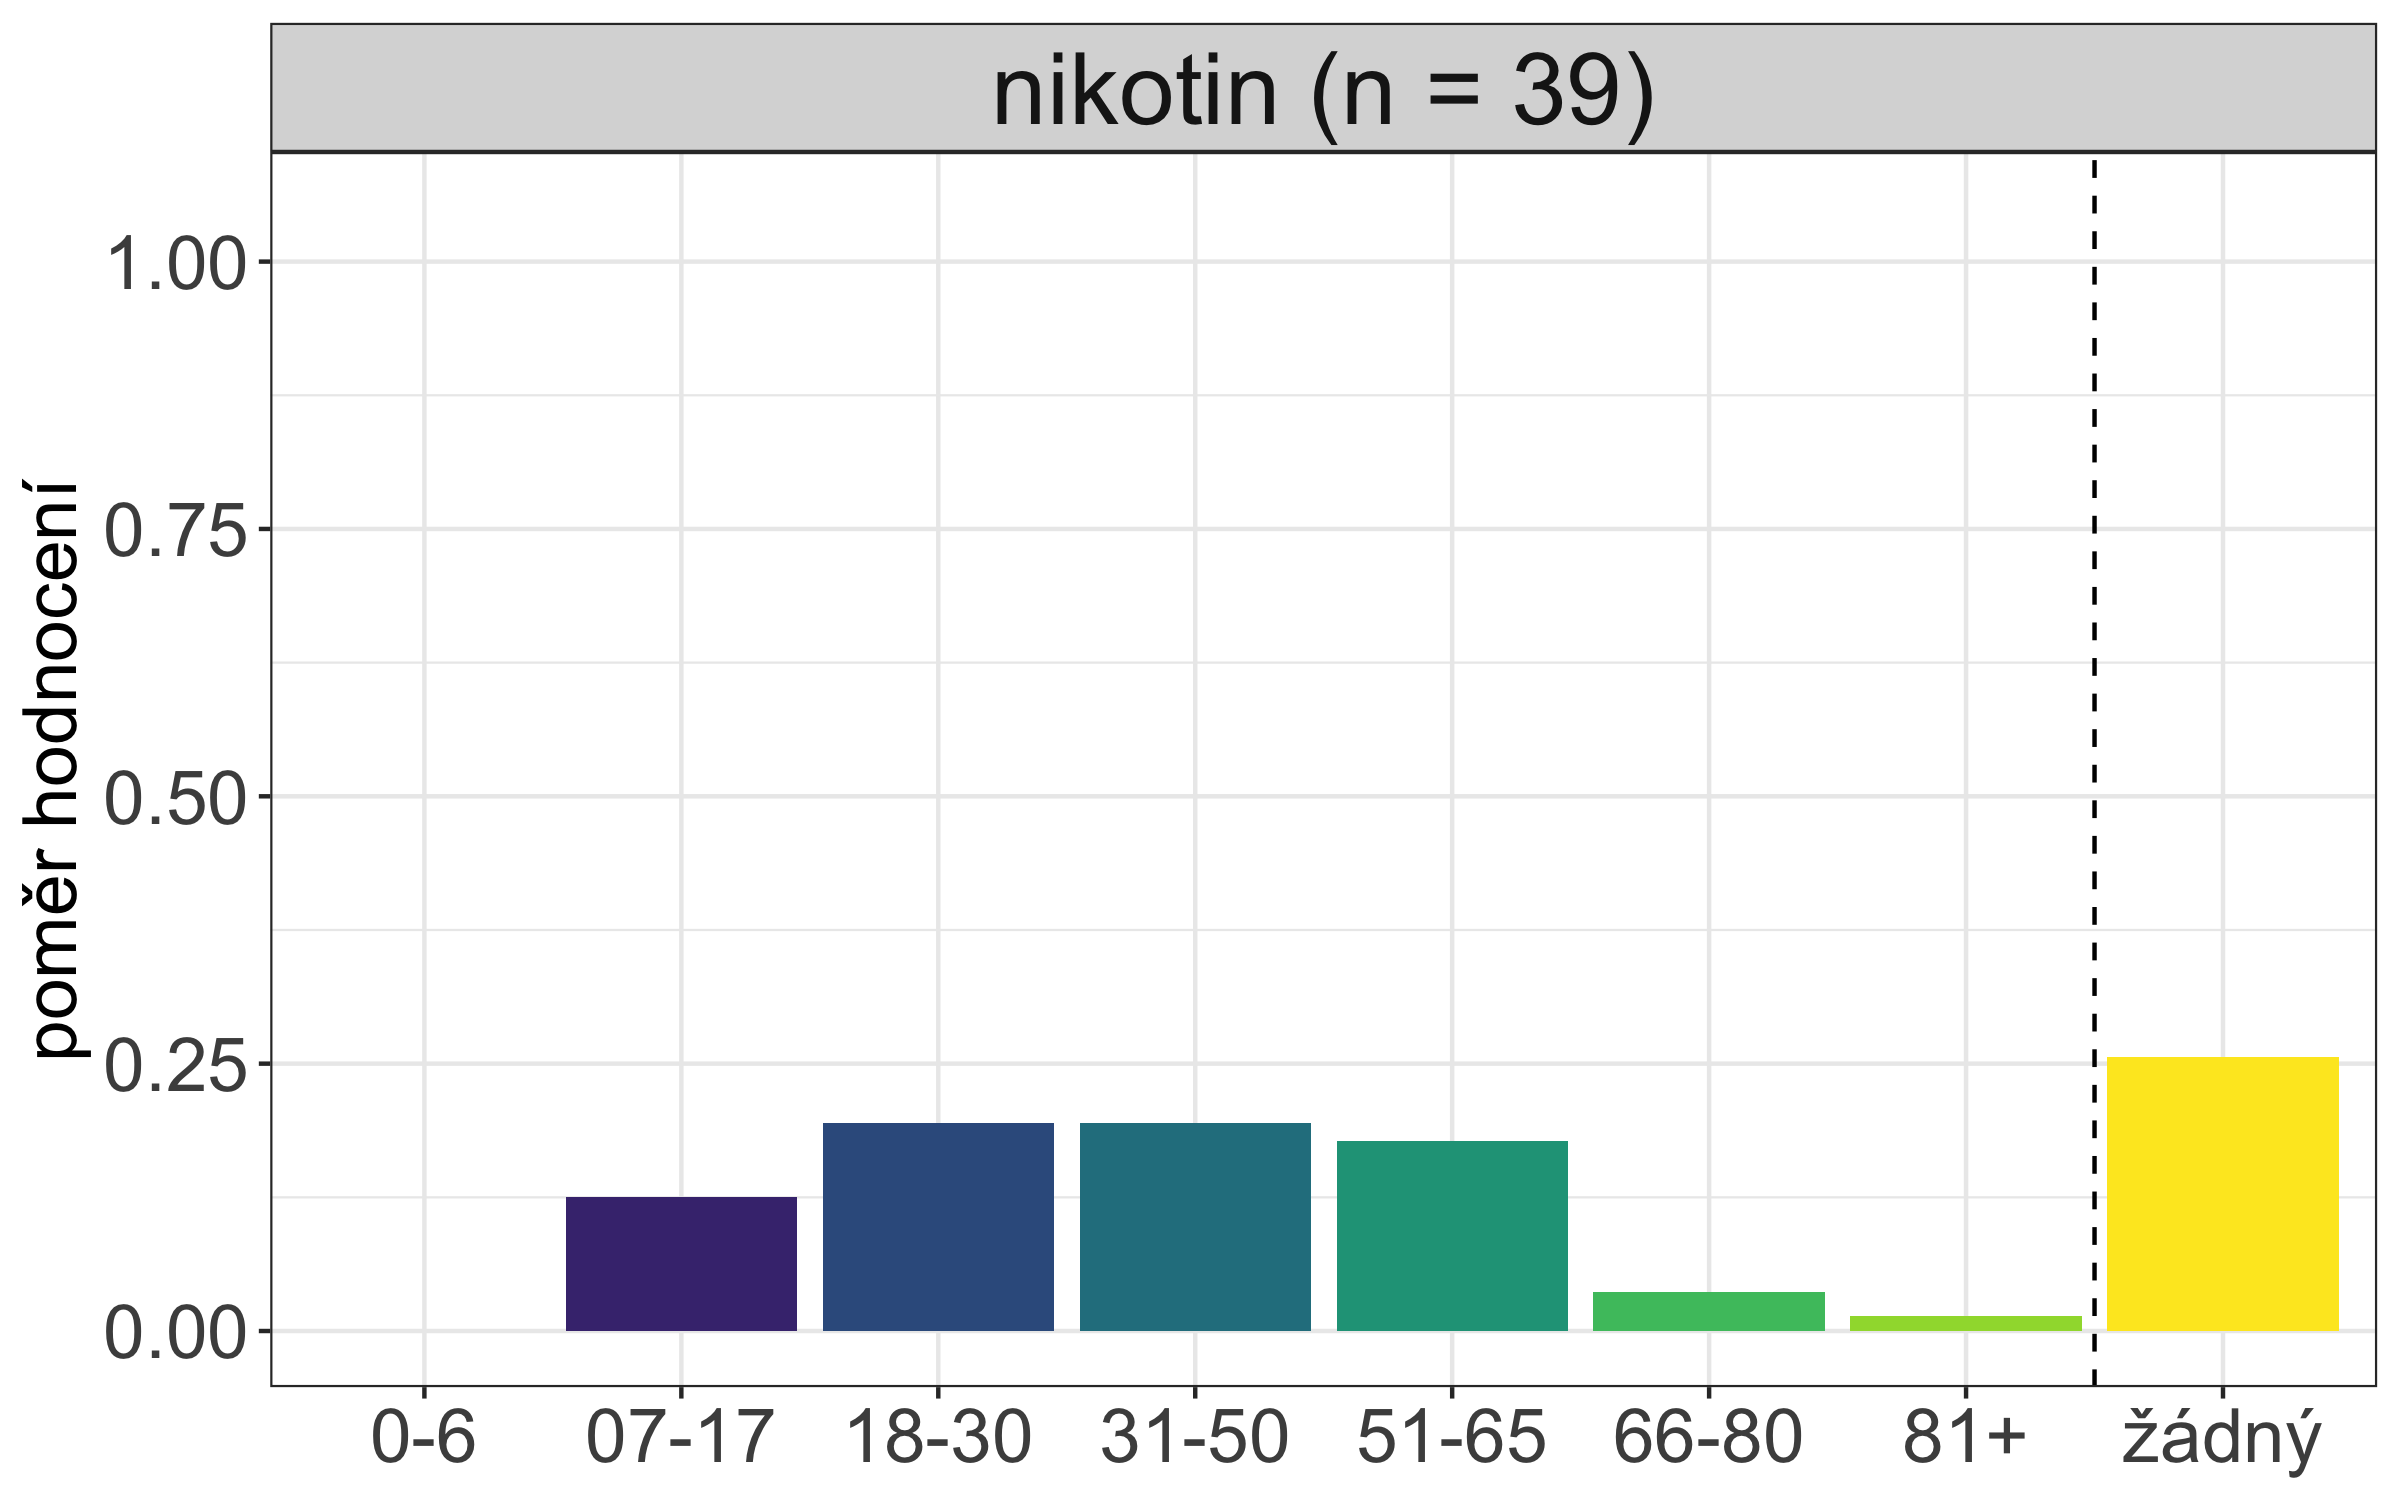 nikotin (n = 39)
poměr hodnocení
1.00
0.75
0.50
0.25
0.00
0-6 07-17 18-30 31-50 51-65 66-80 81+ žádný